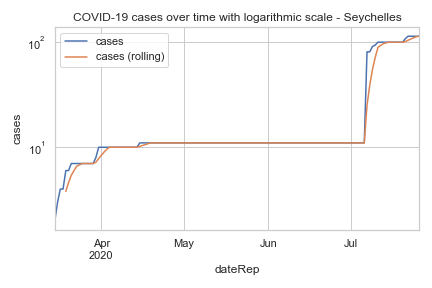 COVID-19 cases over time with logarithmic scale - Seychelles
cases
cases (rolling)
10²
10¹
cases
Apr
2020
May
Jun
Jul
dateRep